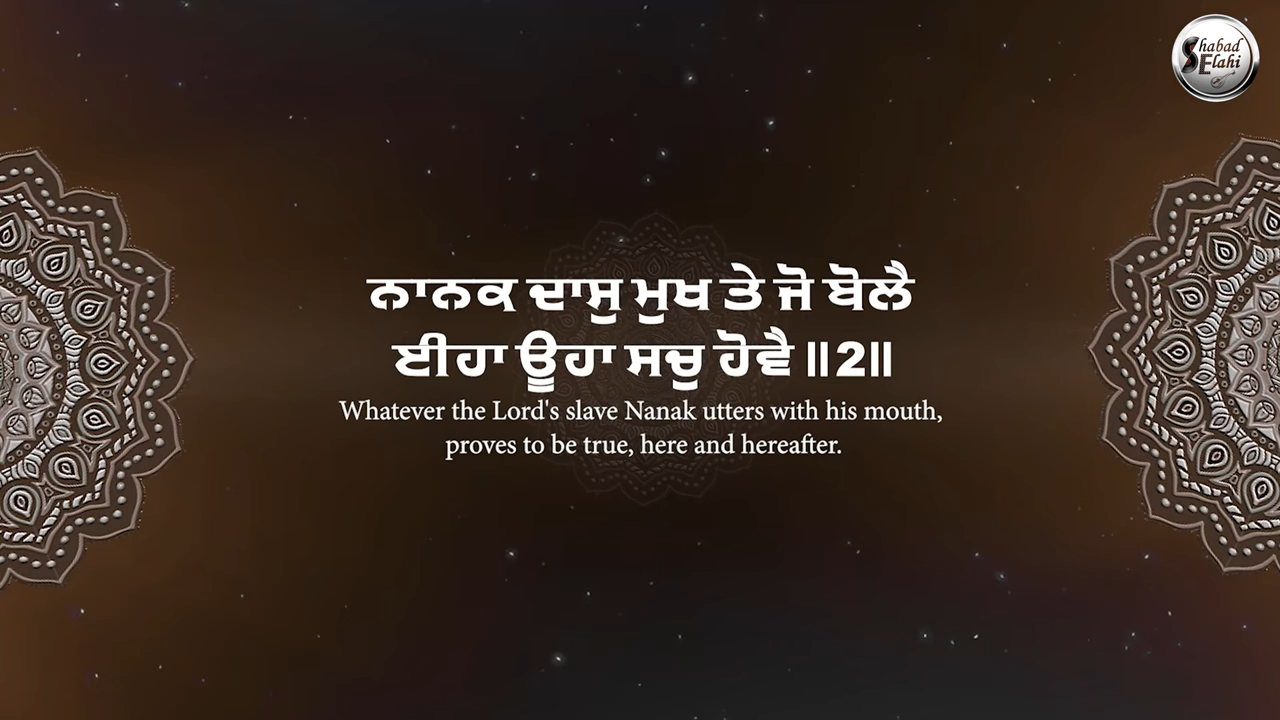 Shabad
Elahi
ਨਾਨਕ ਦਾਸੁ ਮੁਖ ਤੇ ਜੋ ਬੋਲੈ
ਈਹਾ ਊਹਾ ਸਚੁ ਹੋਵੈ ॥2॥
Whatever the Lord's slave Nanak utters with his mouth,
proves to be true, here and hereafter.